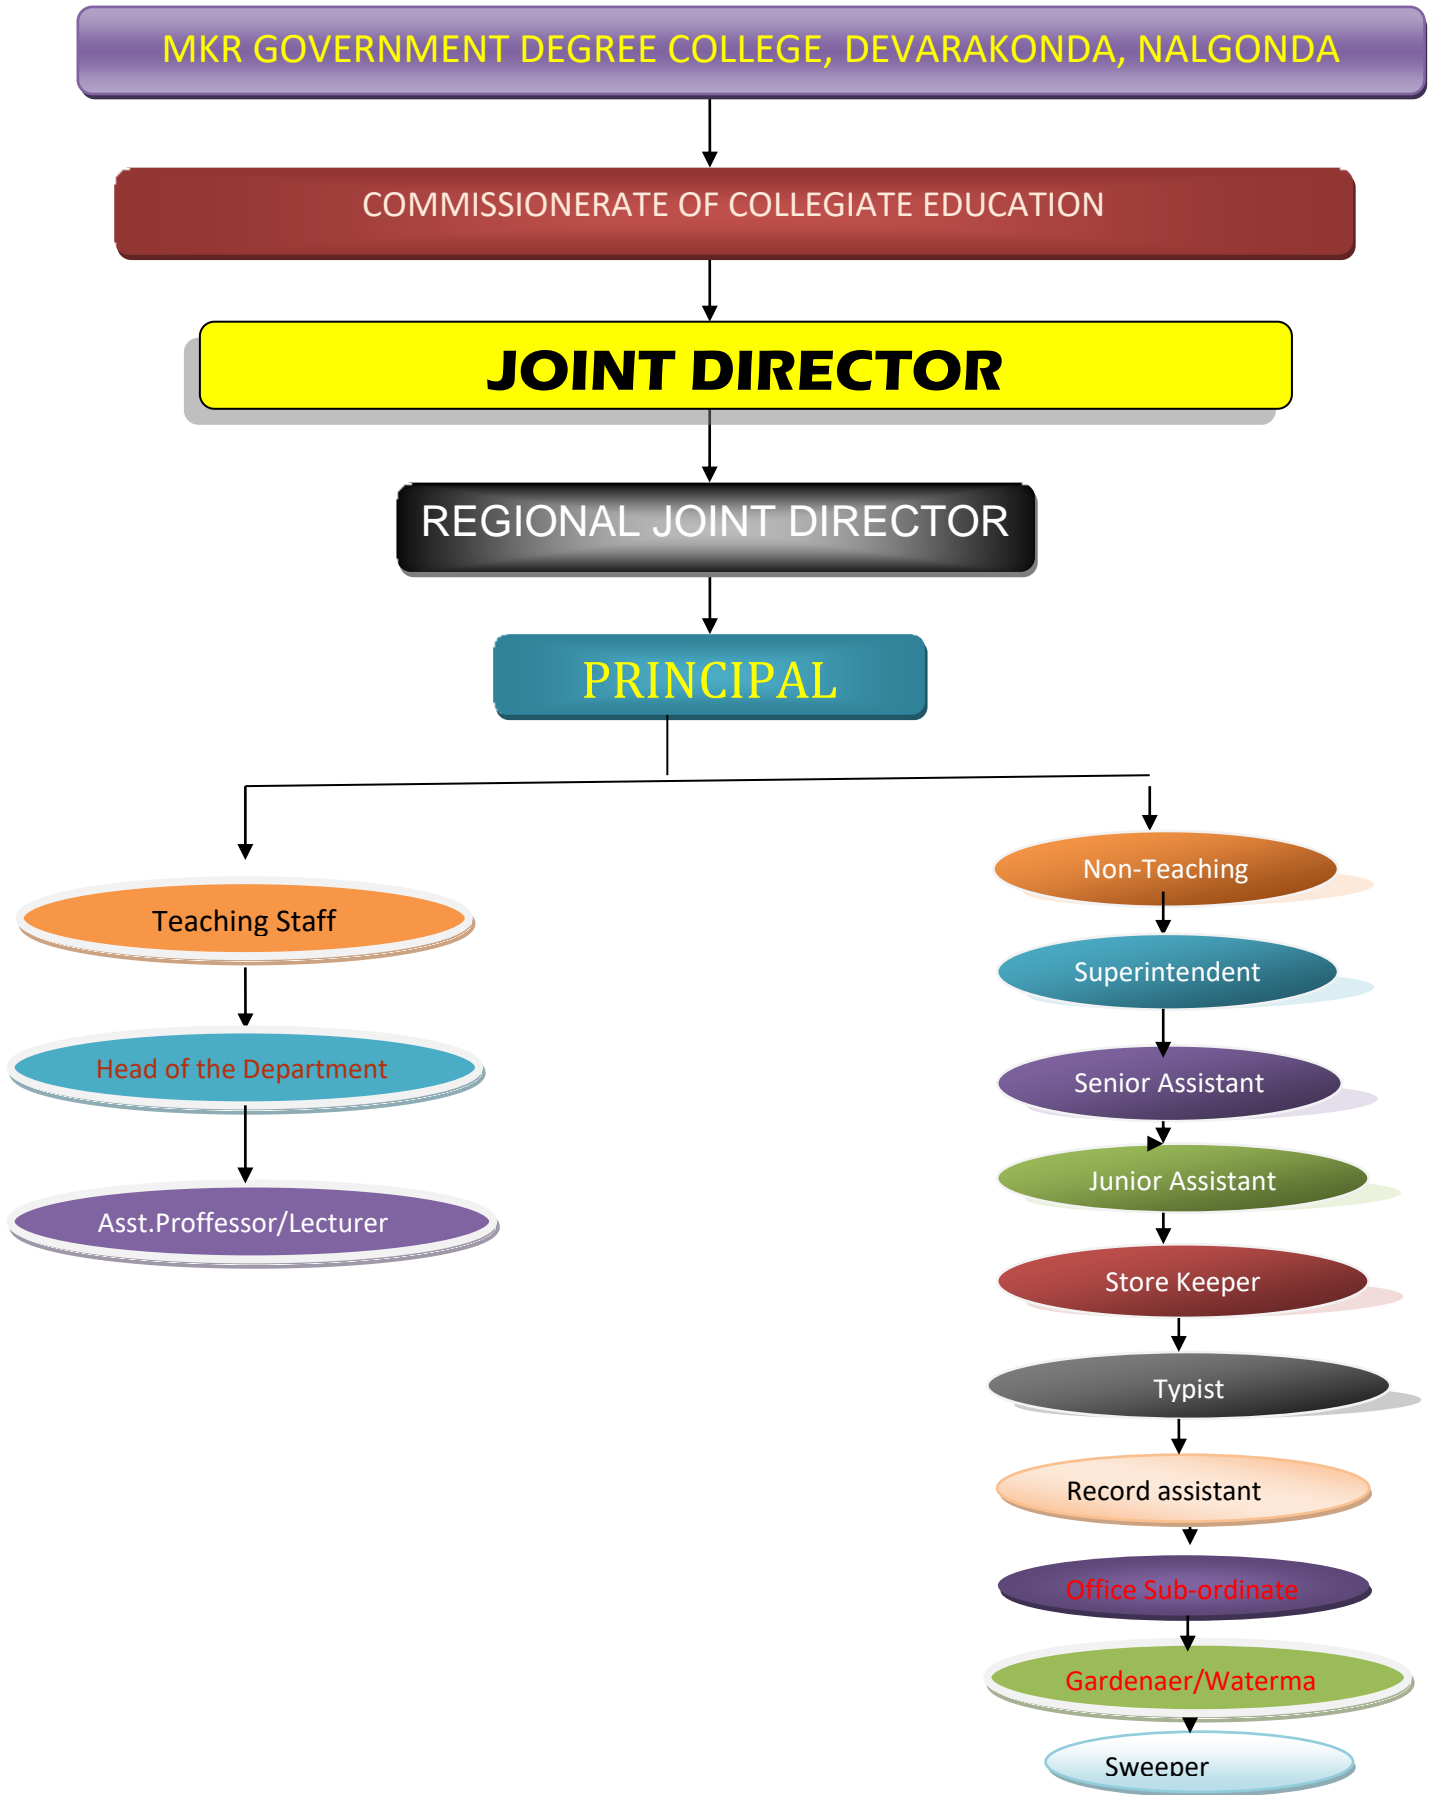 MKR GOVERNMENT DEGREE COLLEGE, DEVARAKONDA, NALGONDA
COMMISSIONERATE OF COLLEGIATE EDUCATION
JOINT DIRECTOR
REGIONAL JOINT DIRECTOR
PRINCIPAL
Teaching Staff
Head of the Department
Asst.Proffessor/Lecturer
Non-Teaching
Superintendent
Senior Assistant
Junior Assistant
Store Keeper
Typist
Record assistant
Office Sub-ordinate
Gardenaer/Waterma
Sweeper